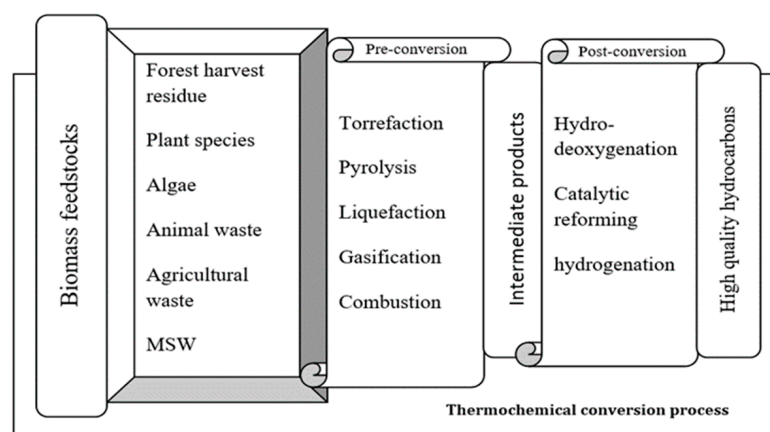 Biomass feedstocks
Forest harvest
residue
Plant species
Algae
Animal waste
Agricultural
waste
MSW
Pre-conversion
Torrefaction
Pyrolysis
Liquefaction
Gasification
Combustion
Intermediate products
Post-conversion
Hydro-
deoxygenation
Catalytic
reforming
hydrogenation
High quality hydrocarbons
Thermochemical conversion process